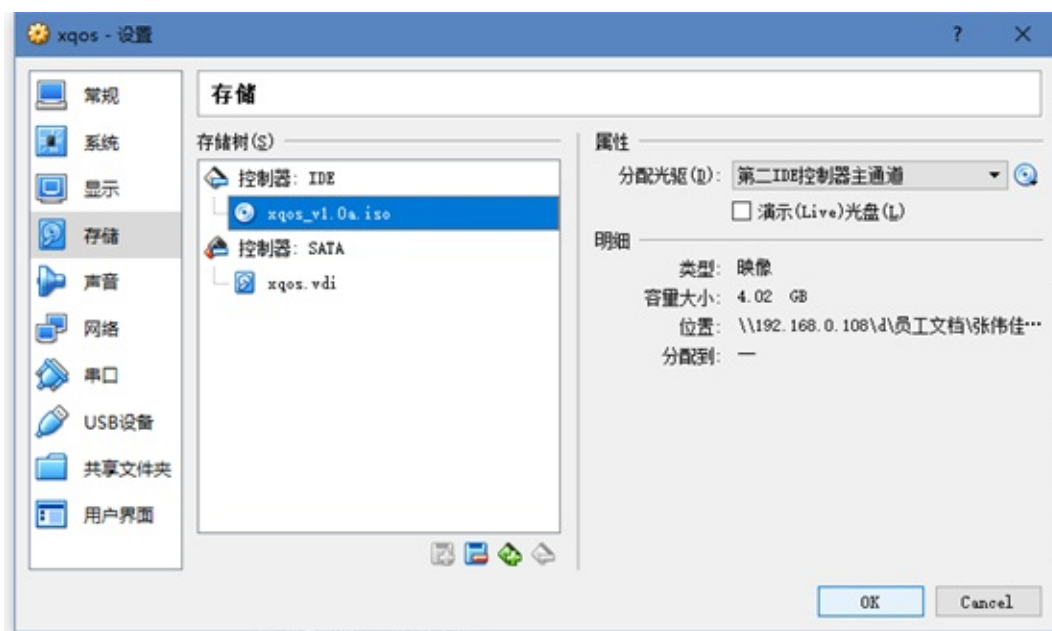 xqos - 设置
?
常规
系统
显示
存储
声音
网络
串口
USB设备
共享文件夹
用户界面
存储
存储树(S)
控制器: IDE
xqos_v1.0a.iso
控制器: SATA
xqos.vdi
属性
分配光驱(D): 第二IDE控制器主通道
演示(Live)光盘(L)
明细
类型: 映像
容量大小: 4.02 GB
位置: \\192.168.0.108\d\员工文档\张伟佳…
分配到: —
OK
Cancel